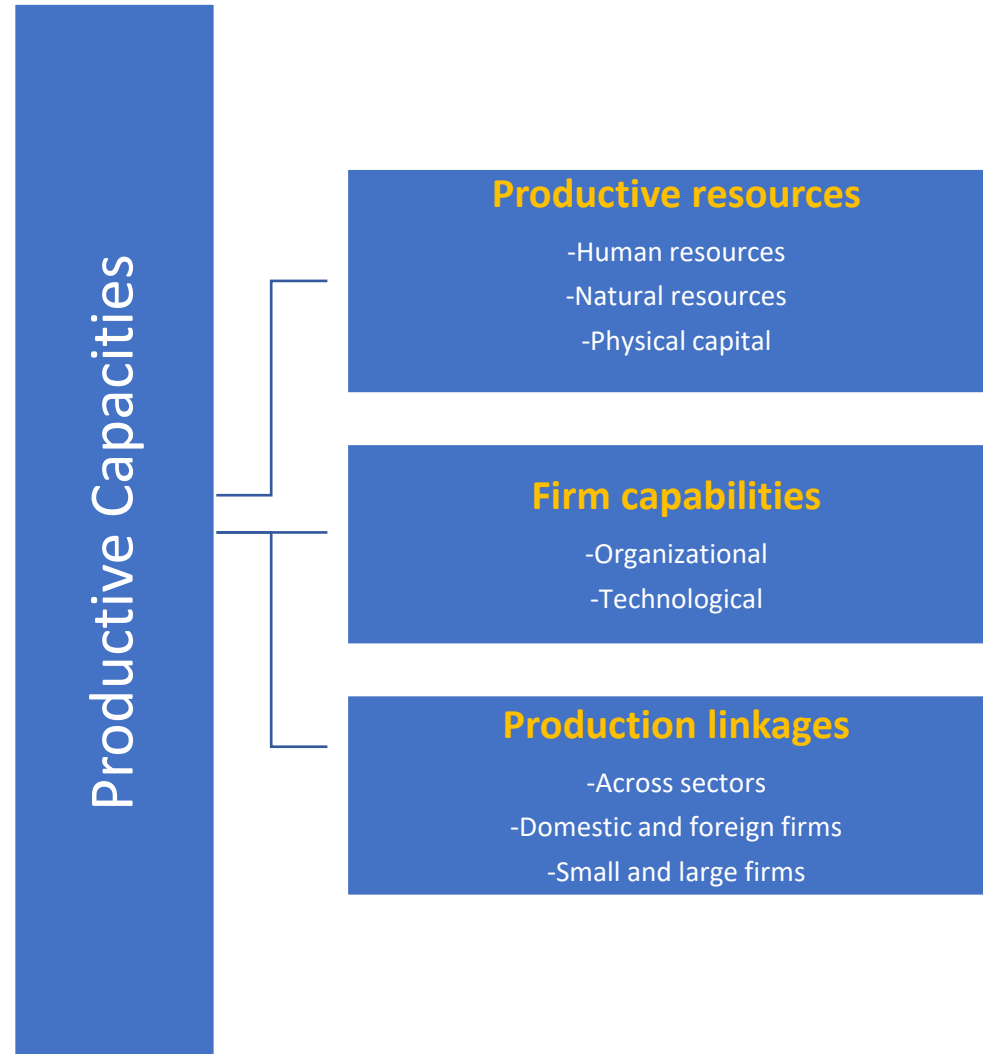 Productive Capacities
Productive resources
-Human resources
-Natural resources
-Physical capital
Firm capabilities
-Organizational
-Technological
Production linkages
-Across sectors
-Domestic and foreign firms
-Small and large firms